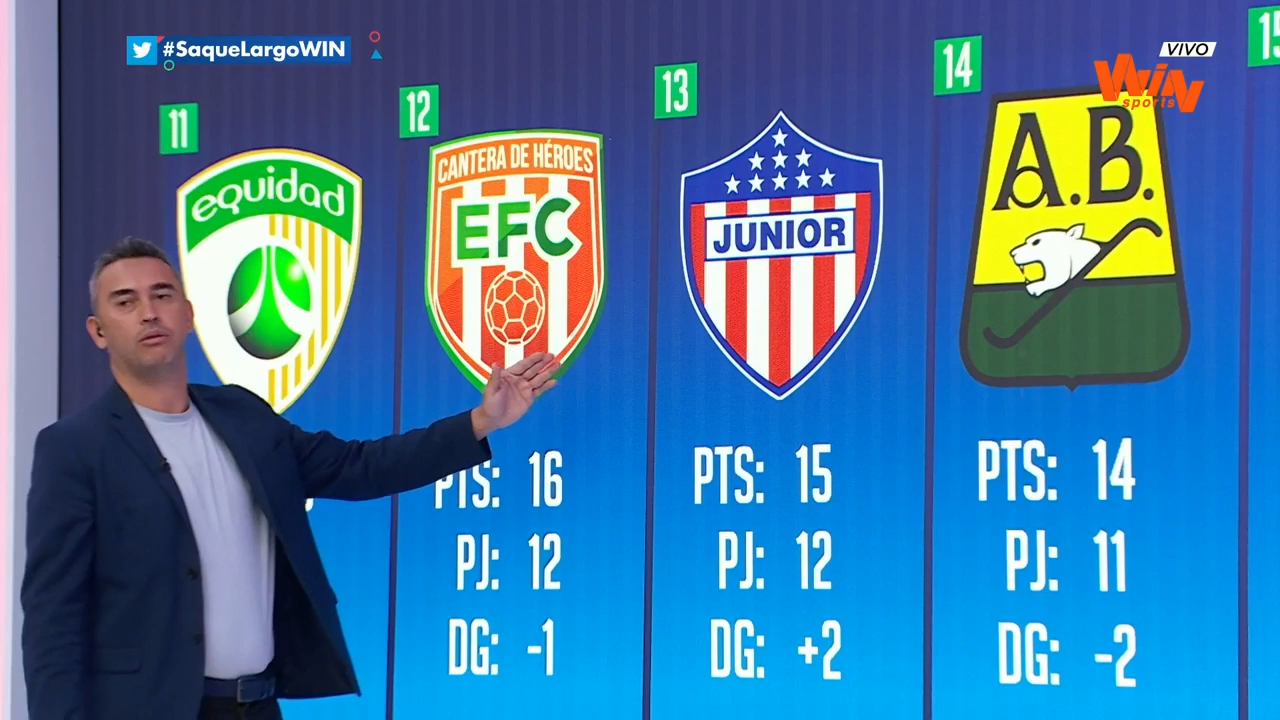 #SaqueLargoWIN
VIVO
WIN
sports
11
12
13
14
15
equidad
CANTERA DE HÉROES
EFC
JUNIOR
A.B.
PTS: 16
PJ: 12
DG: -1
PTS: 15
PJ: 12
DG: +2
PTS: 14
PJ: 11
DG: -2